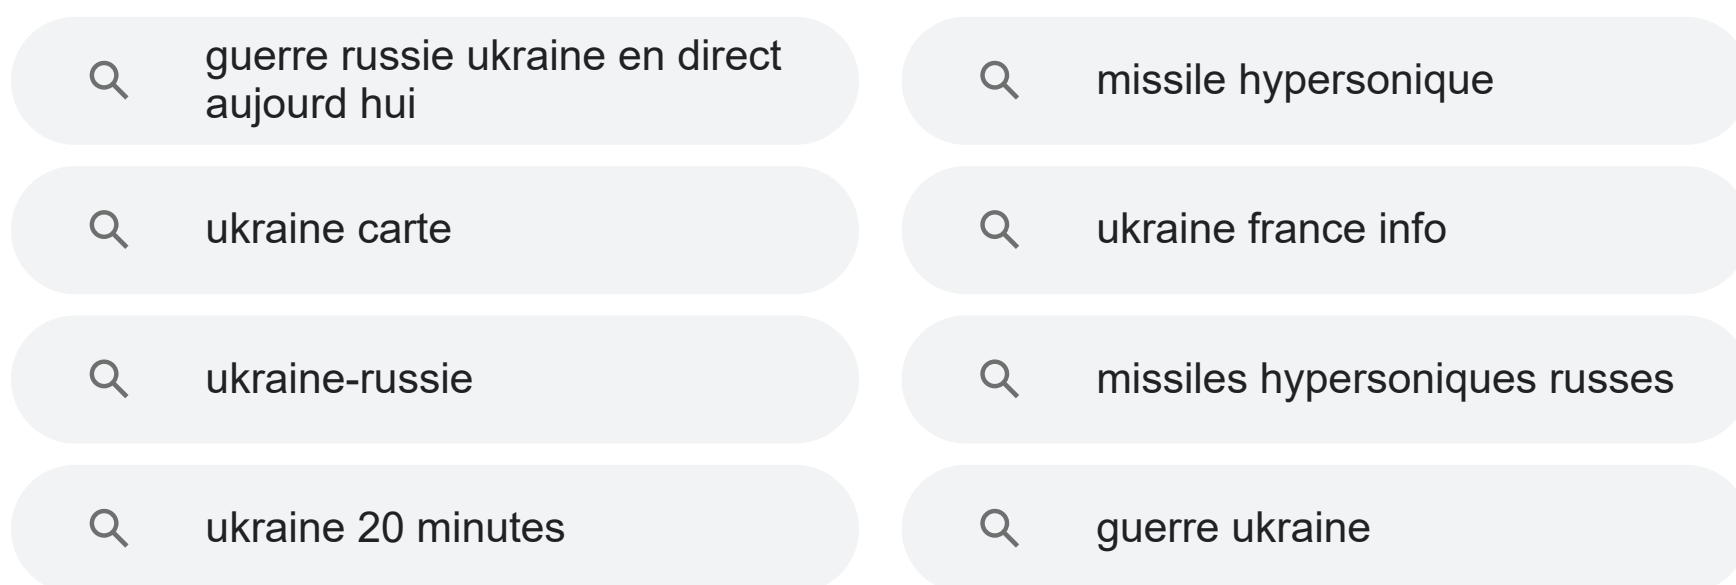 guerre russie ukraine en direct
aujourd hui
missile hypersonique
ukraine carte
ukraine france info
ukraine-russie
missiles hypersoniques russes
ukraine 20 minutes
guerre ukraine